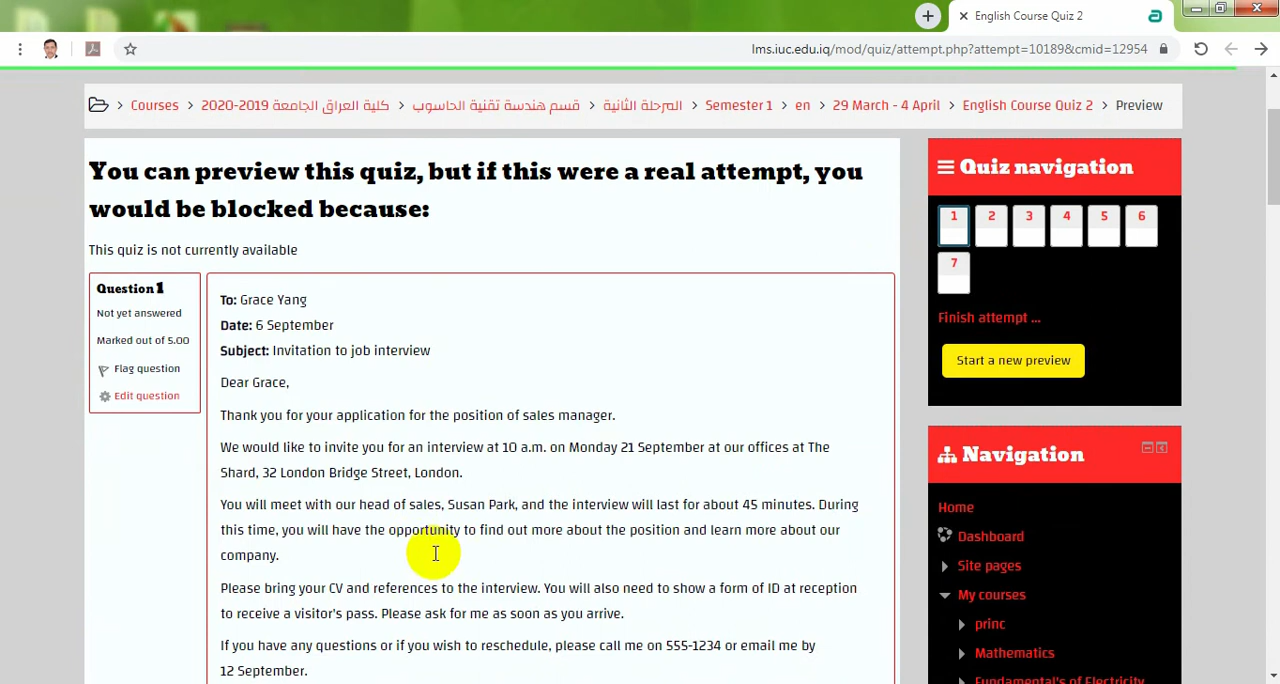 English Course Quiz 2
lms.iuc.edu.iq/mod/quiz/attempt.php?attempt=10189&cmid=12954
Courses > 2020-2019 كلية العراق الجامعة > قسم هندسة تقنية الحاسوب > المرحلة الثانية > Semester 1 > en > 29 March - 4 April > English Course Quiz 2 > Preview
You can preview this quiz, but if this were a real attempt, you
would be blocked because:
This quiz is not currently available
Question 1
Not yet answered
Marked out of 5.00
Flag question
Edit question
To: Grace Yang
Date: 6 September
Subject: Invitation to job interview
Dear Grace,
Thank you for your application for the position of sales manager.
We would like to invite you for an interview at 10 a.m. on Monday 21 September at our offices at The
Shard, 32 London Bridge Street, London.
You will meet with our head of sales, Susan Park, and the interview will last for about 45 minutes. During
this time, you will have the opportunity to find out more about the position and learn more about our
company.
Please bring your CV and references to the interview. You will also need to show a form of ID at reception
to receive a visitor's pass. Please ask for me as soon as you arrive.
If you have any questions or if you wish to reschedule, please call me on 555-1234 or email me by
12 September.
Quiz navigation
1 2 3 4 5 6
7
Finish attempt ...
Start a new preview
Navigation
Home
Dashboard
Site pages
My courses
princ
Mathematics
Fundamental's of Electricity